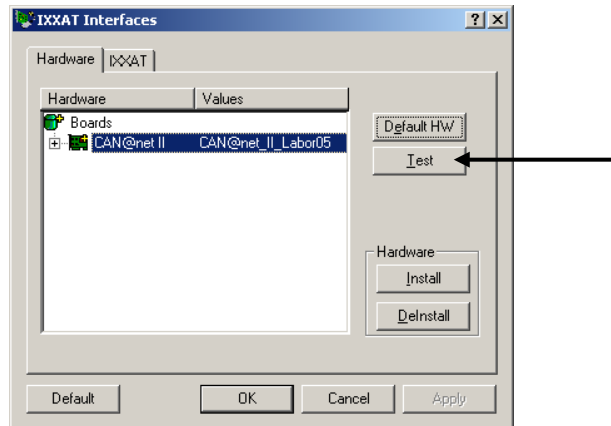 IXXAT Interfaces
Hardware IXXAT
Hardware Values
Boards
CAN@net II CAN@net_II_Labor05
Default HW
Test
Hardware
Install
DeInstall
Default OK Cancel Apply